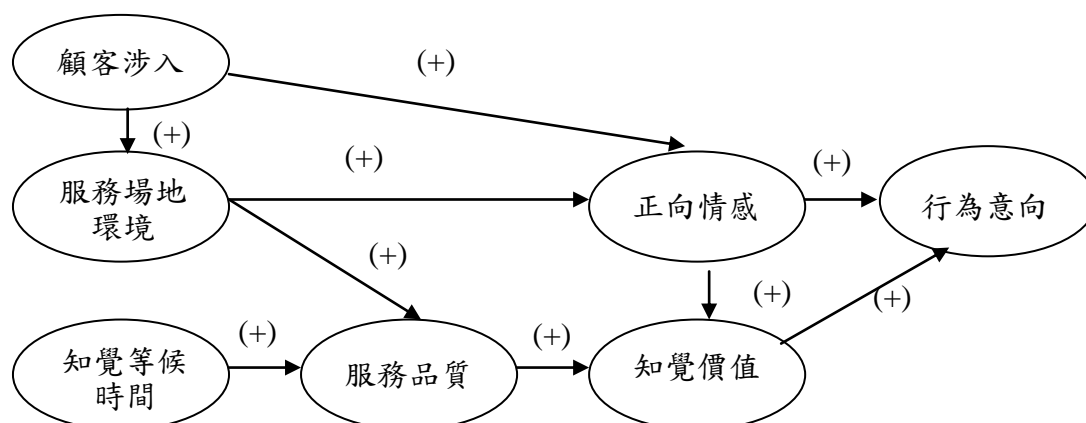 顧客涉入
(+)
(+)
服務場地
環境
(+)
正向情感
(+)
行為意向
(+)
(+)
(+)
知覺等候
時間
(+)
服務品質
(+)
知覺價值